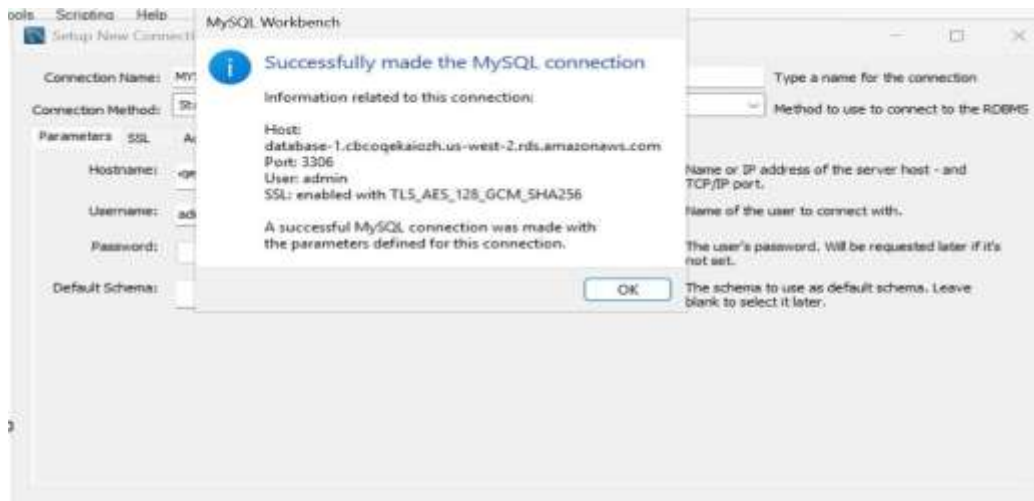 ools Scripting Help
Setup New Connecti
MySQL Workbench
Successfully made the MySQL connection
Information related to this connection:
Host:
database-1.cbcoqekaiozh.us-west-2.rds.amazonaws.com
Port: 3306
User: admin
SSL: enabled with TLS_AES_128_GCM_SHA256
A successful MySQL connection was made with
the parameters defined for this connection.
OK
Connection Name: MYS
Type a name for the connection
Connection Method: Sta
Method to use to connect to the RDBMS
Parameters SSL
Hostname:
Name or IP address of the server host - and
TCP/IP port.
Username: adi
Name of the user to connect with.
Password:
The user's password. Will be requested later if it's
not set.
Default Schema:
The schema to use as default schema. Leave
blank to select it later.